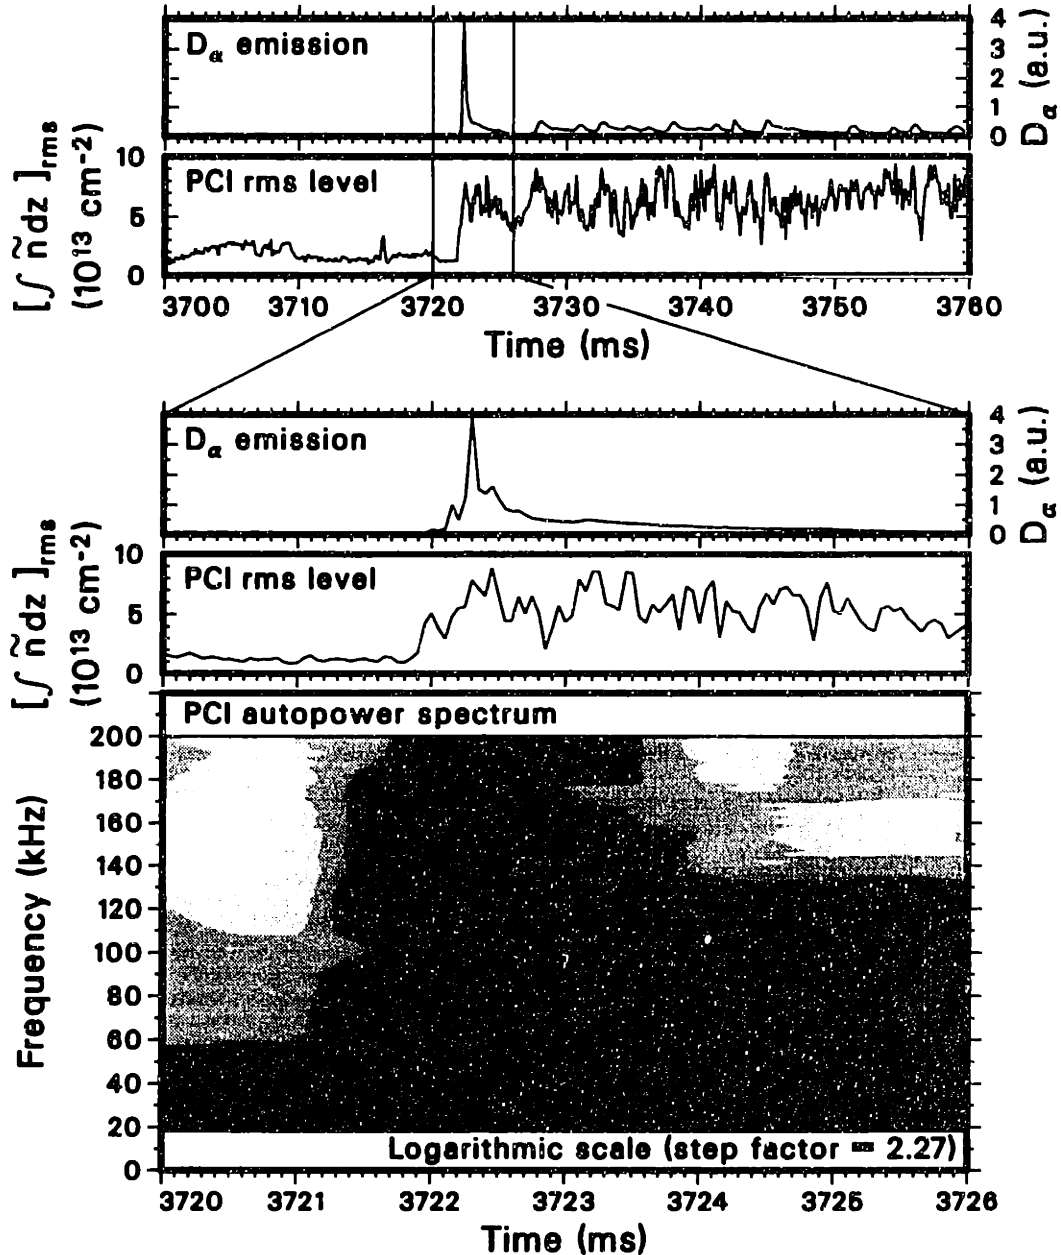 Dα emission
4
3
2
1
0
Dα (a.u.)
[∫ ñdz ]rms
(10^13 cm-2)
PCI rms level
10
5
0
3700 3710 3720 3730 3740 3750 3760
Time (ms)
Dα emission
4
3
2
1
0
Dα (a.u.)
[∫ ñdz ]rms
(10^13 cm-2)
PCI rms level
10
5
0
PCI autopower spectrum
Frequency (kHz)
200
180
160
140
120
100
80
60
40
20
0
Logarithmic scale (step factor = 2.27)
3720 3721 3722 3723 3724 3725 3726
Time (ms)